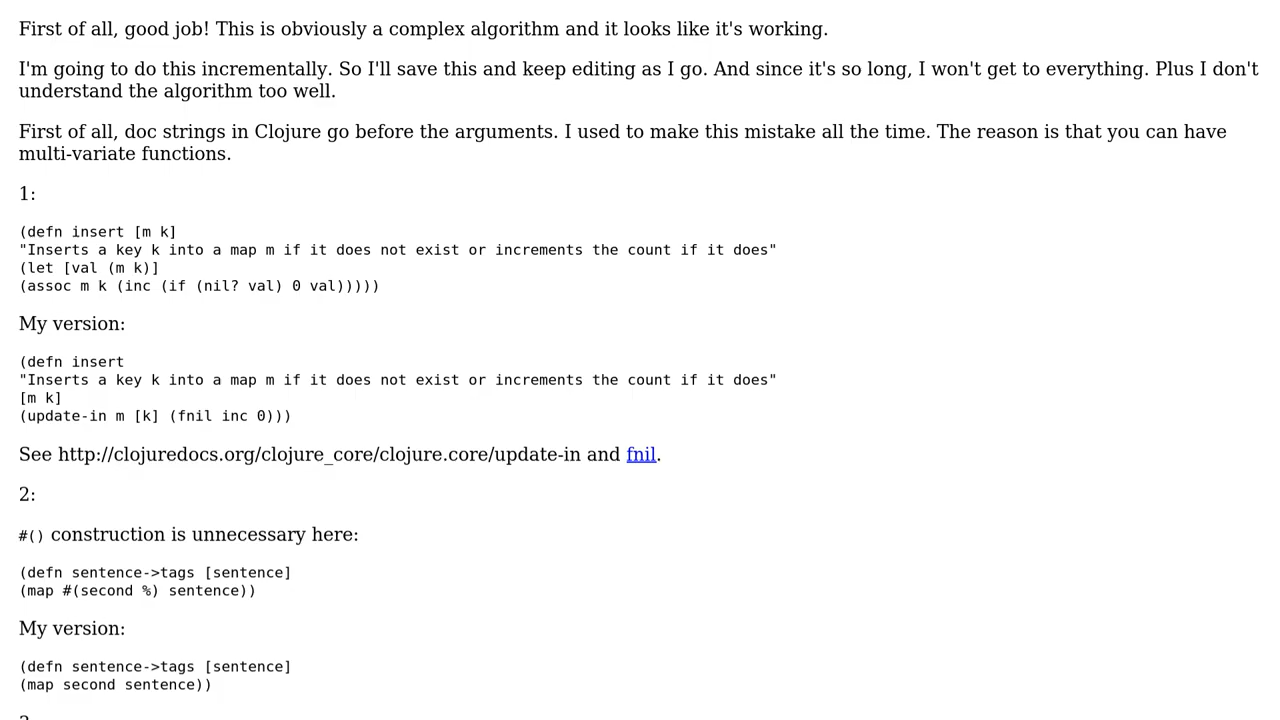 First of all, good job! This is obviously a complex algorithm and it looks like it's working.
I'm going to do this incrementally. So I'll save this and keep editing as I go. And since it's so long, I won't get to everything. Plus I don't
understand the algorithm too well.
First of all, doc strings in Clojure go before the arguments. I used to make this mistake all the time. The reason is that you can have
multi-variate functions.
1:
(defn insert [m k]
"Inserts a key k into a map m if it does not exist or increments the count if it does"
(let [val (m k)]
(assoc m k (inc (if (nil? val) 0 val)))))
My version:
(defn insert
"Inserts a key k into a map m if it does not exist or increments the count if it does"
[m k]
(update-in m [k] (fnil inc 0)))
See http://clojuredocs.org/clojure_core/clojure.core/update-in and fnil.
2:
#() construction is unnecessary here:
(defn sentence->tags [sentence]
(map #(second %) sentence))
My version:
(defn sentence->tags [sentence]
(map second sentence))